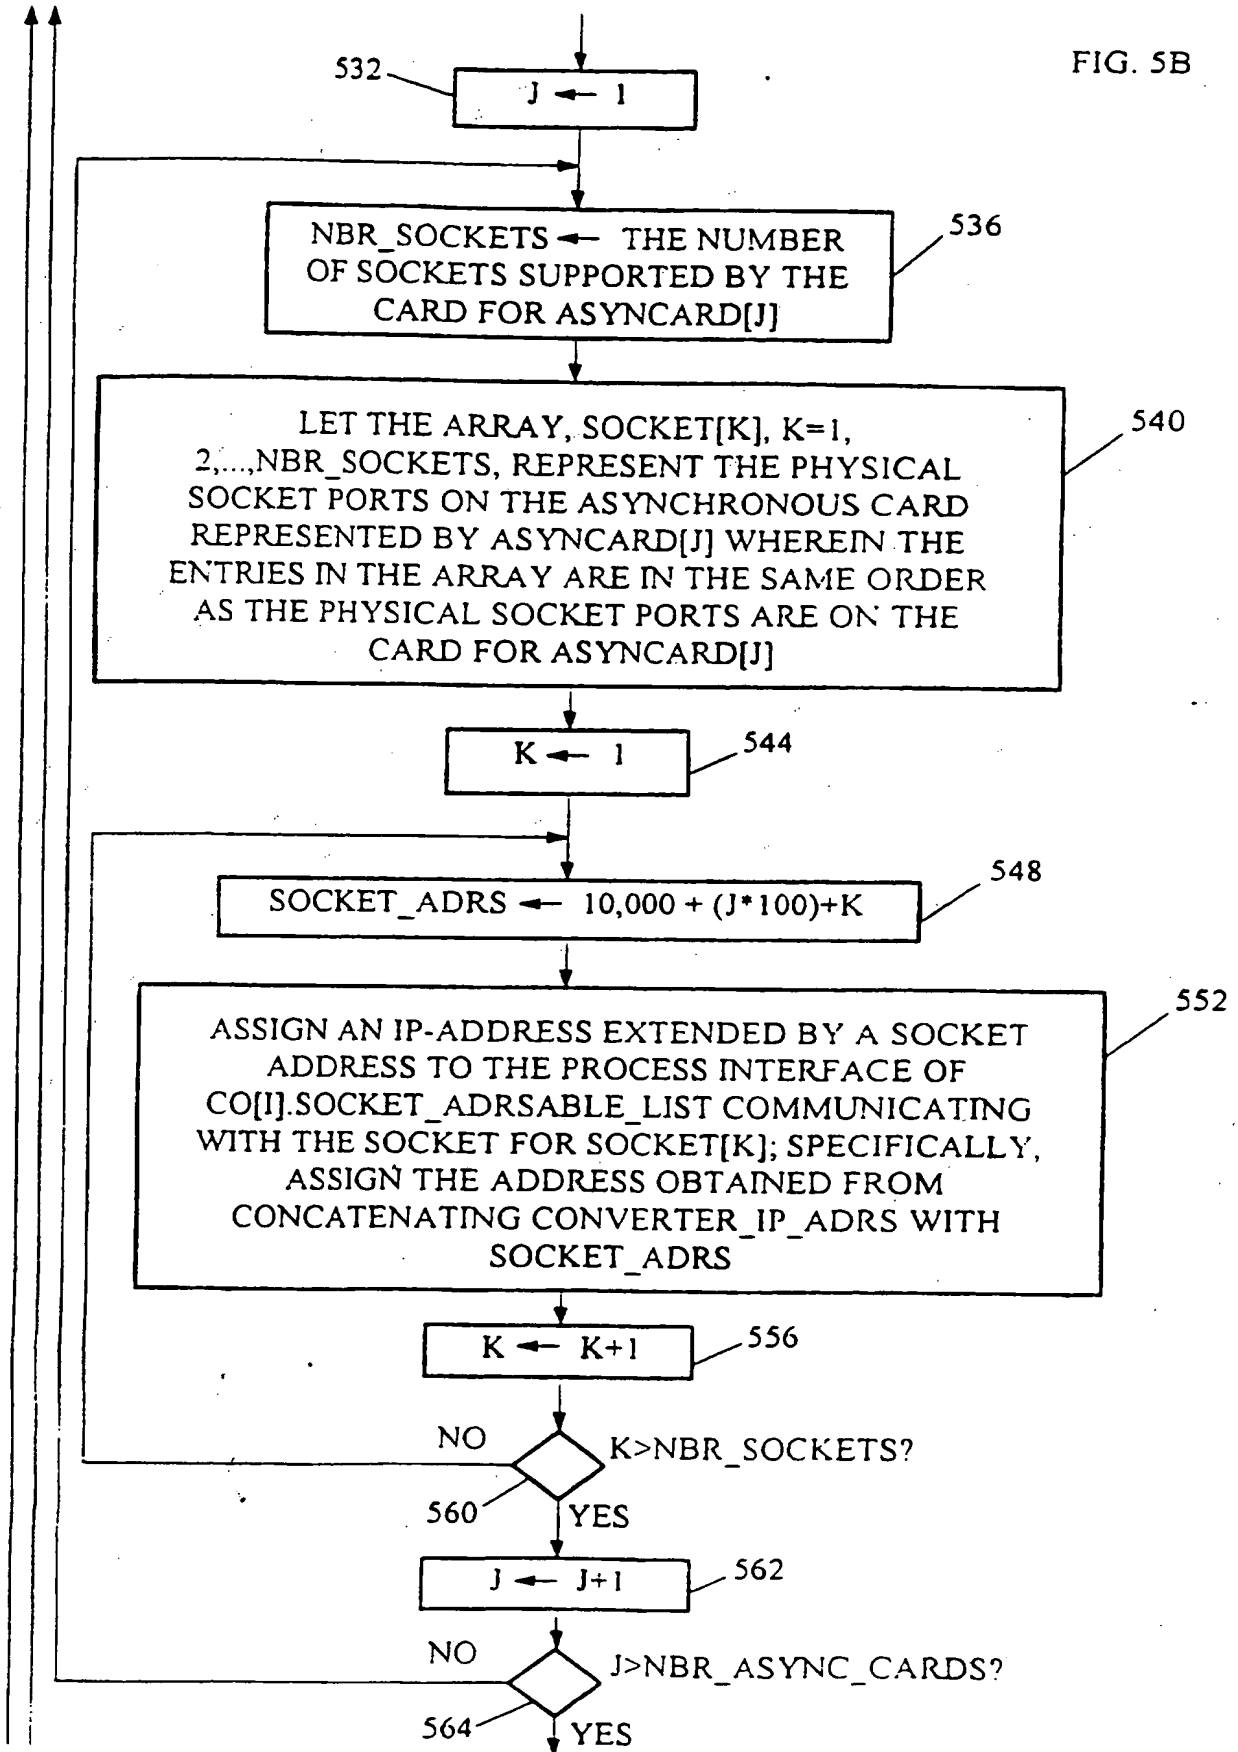 FIG. 5B
532
J ← 1
NBR_SOCKETS ← THE NUMBER
OF SOCKETS SUPPORTED BY THE
CARD FOR ASYNCARD[J]
536
LET THE ARRAY, SOCKET[K], K=1,
2,...,NBR_SOCKETS, REPRESENT THE PHYSICAL
SOCKET PORTS ON THE ASYNCHRONOUS CARD
REPRESENTED BY ASYNCARD[J] WHEREIN THE
ENTRIES IN THE ARRAY ARE IN THE SAME ORDER
AS THE PHYSICAL SOCKET PORTS ARE ON THE
CARD FOR ASYNCARD[J]
540
K ← 1
544
SOCKET_ADRS ← 10,000 + (J*100)+K
548
ASSIGN AN IP-ADDRESS EXTENDED BY A SOCKET
ADDRESS TO THE PROCESS INTERFACE OF
CO[I].SOCKET_ADRSABLE_LIST COMMUNICATING
WITH THE SOCKET FOR SOCKET[K]; SPECIFICALLY,
ASSIGN THE ADDRESS OBTAINED FROM
CONCATENATING CONVERTER_IP_ADRS WITH
SOCKET_ADRS
552
K ← K+1
556
NO
K>NBR_SOCKETS?
560
YES
J ← J+1
562
NO
J>NBR_ASYNC_CARDS?
564
YES